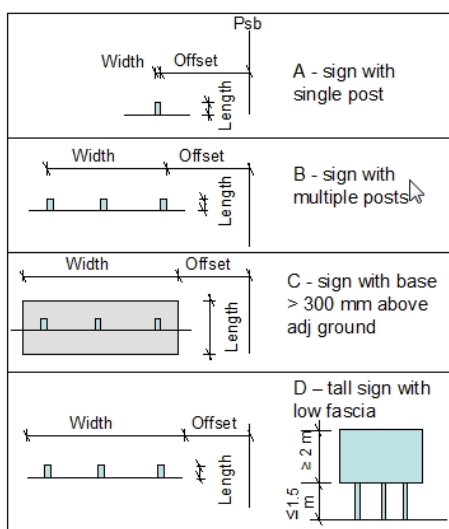 Psb
Width Offset
Length
A - sign with
single post
Width Offset
Length
B - sign with
multiple posts
Width Offset
Length
C - sign with base
> 300 mm above
adj ground
Width Offset
Length
D – tall sign with
low fascia
≥ 2 m
≤1.5
m